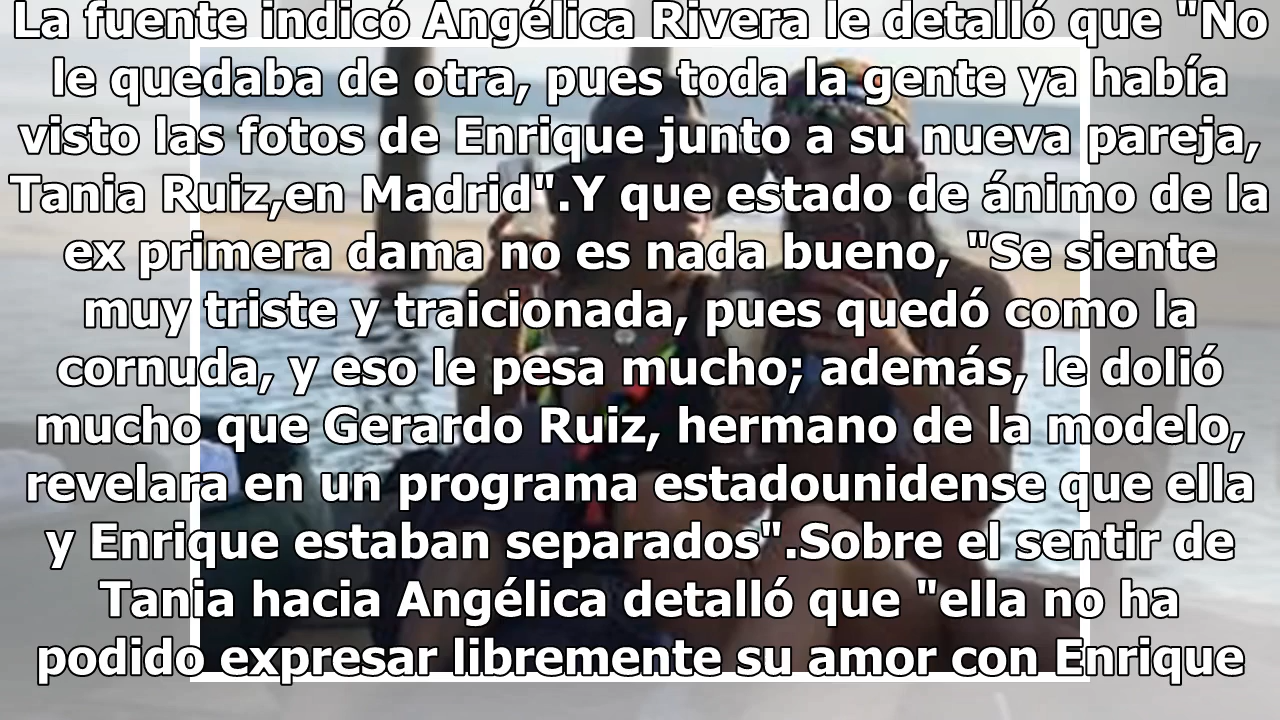 La fuente indicó Angélica Rivera le detalló que "No
le quedaba de otra, pues toda la gente ya había
visto las fotos de Enrique junto a su nueva pareja,
Tania Ruiz,en Madrid".Y que estado de ánimo de la
ex primera dama no es nada bueno, "Se siente
muy triste y traicionada, pues quedó como la
cornuda, y eso le pesa mucho; además, le dolió
mucho que Gerardo Ruiz, hermano de la modelo,
revelara en un programa estadounidense que ella
y Enrique estaban separados".Sobre el sentir de
Tania hacia Angélica detalló que "ella no ha
podido expresar libremente su amor con Enrique